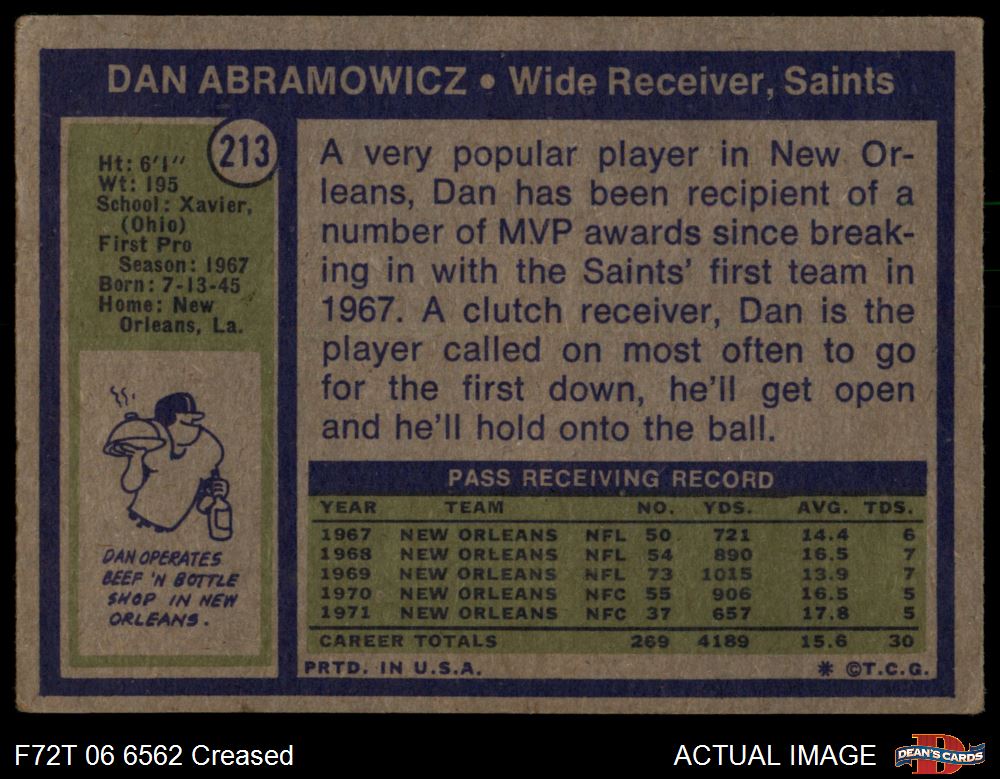 DAN ABRAMOWICZ • Wide Receiver, Saints
213
Ht: 6'1"
Wt: 195
School: Xavier,
(Ohio)
First Pro
Season: 1967
Born: 7-13-45
Home: New
Orleans, La.
DAN OPERATES
BEEF 'N BOTTLE
SHOP IN NEW
ORLEANS.
A very popular player in New Or-
leans, Dan has been recipient of a
number of MVP awards since break-
ing in with the Saints' first team in
1967. A clutch receiver, Dan is the
player called on most often to go
for the first down, he'll get open
and he'll hold onto the ball.
PASS RECEIVING RECORD
YEAR TEAM NO. YDS. AVG. TDS.
1967 NEW ORLEANS NFL 50 721 14.4 6
1968 NEW ORLEANS NFL 54 890 16.5 7
1969 NEW ORLEANS NFL 73 1015 13.9 7
1970 NEW ORLEANS NFC 55 906 16.5 5
1971 NEW ORLEANS NFC 37 657 17.8 5
CAREER TOTALS 269 4189 15.6 30
PRTD. IN U.S.A. * ©T.C.G.
F72T 06 6562 Creased ACTUAL IMAGE DEAN'S CARDS